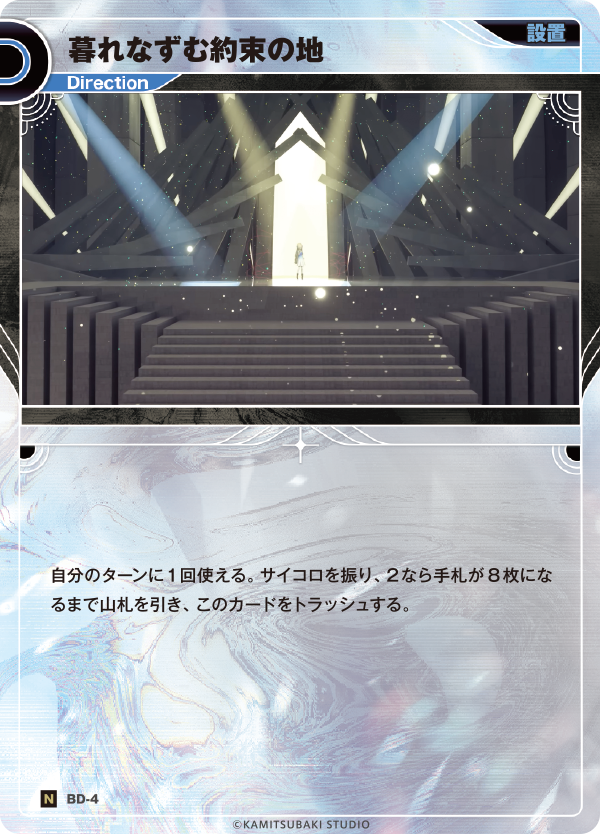 暮れなずむ約束の地
設置
Direction
自分のターンに1回使える。サイコロを振り、2なら手札が8枚にな
るまで山札を引き、このカードをトラッシュする。
N BD-4
©KAMITSUBAKI STUDIO